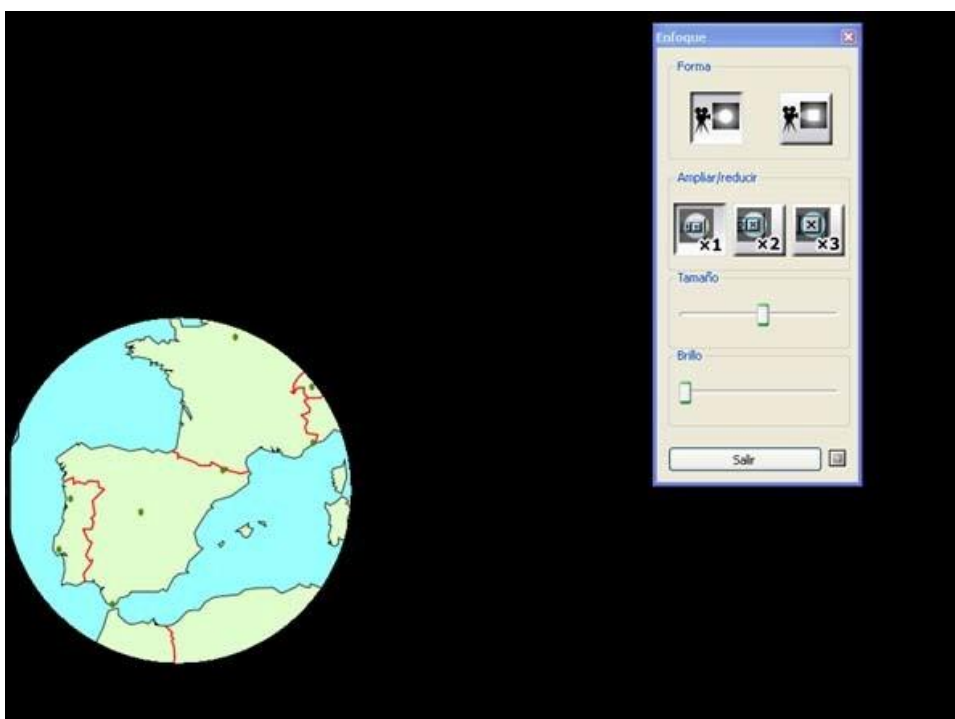 Enfoque
Forma
Ampliar/reducir
×1 ×2 ×3
Tamaño
Brillo
Salir